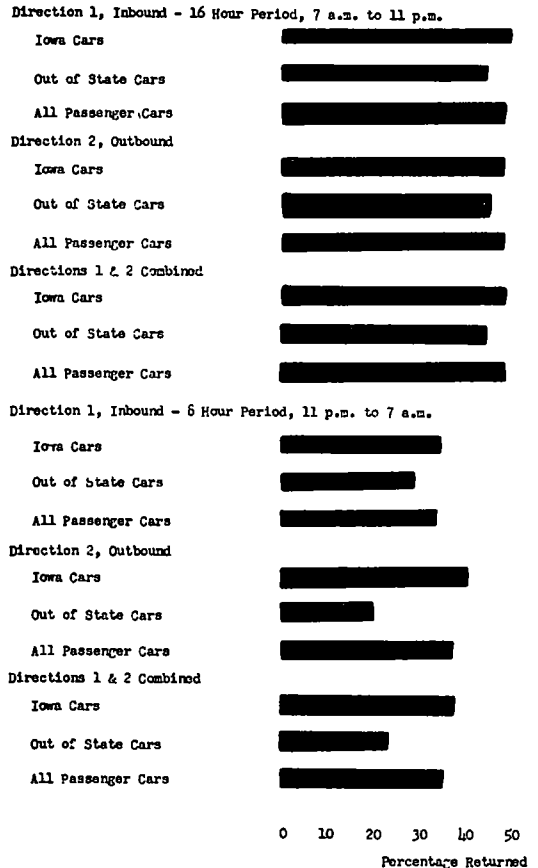 Direction 1, Inbound - 16 Hour Period, 7 a.m. to 11 p.m.
Iowa Cars
Out of State Cars
All Passenger Cars
Direction 2, Outbound
Iowa Cars
Out of State Cars
All Passenger Cars
Directions 1 & 2 Combined
Iowa Cars
Out of State Cars
All Passenger Cars
Direction 1, Inbound - 6 Hour Period, 11 p.m. to 7 a.m.
Iowa Cars
Out of State Cars
All Passenger Cars
Direction 2, Outbound
Iowa Cars
Out of State Cars
All Passenger Cars
Directions 1 & 2 Combined
Iowa Cars
Out of State Cars
All Passenger Cars
0 10 20 30 40 50
Percentage Returned